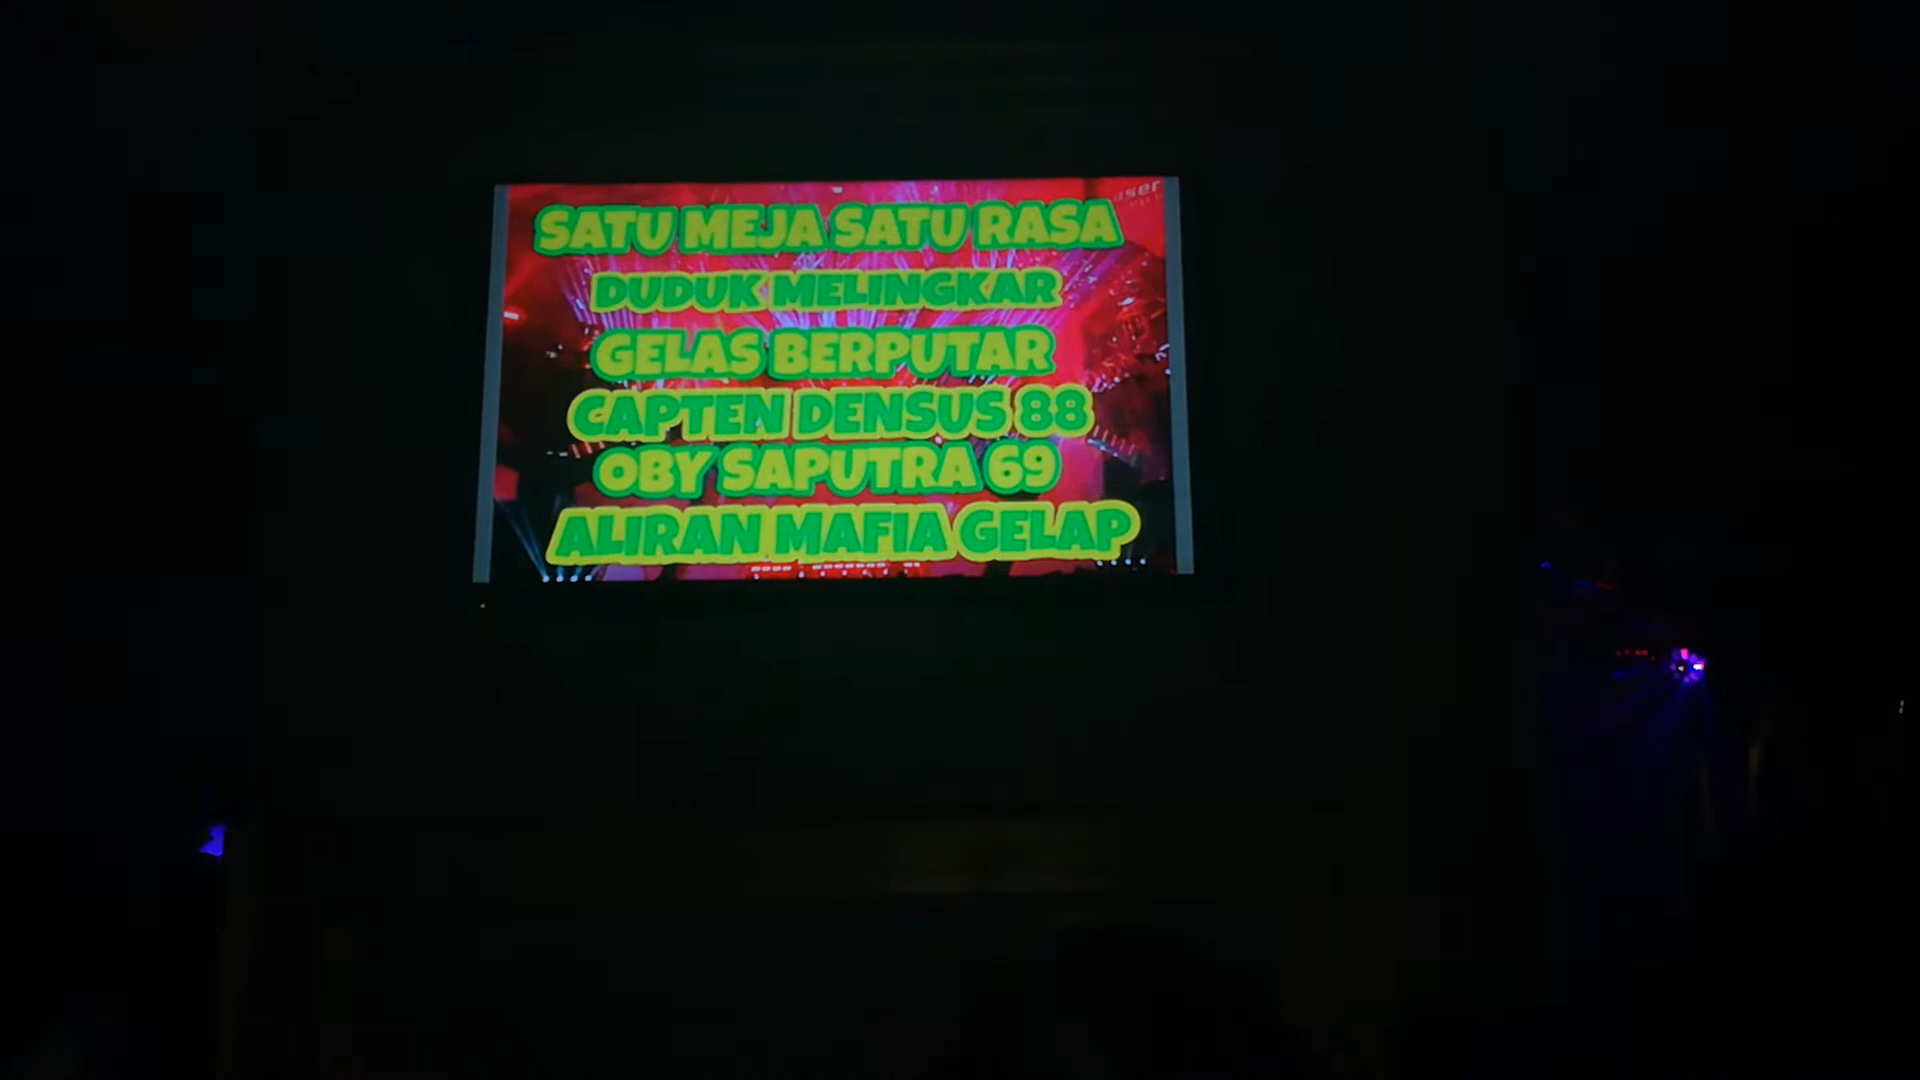 SATU MEJA SATU RASA
DUDUK MELINGKAR
GELAS BERPUTAR
CAPTEN DENSUS 88
OBY SAPUTRA 69
ALIRAN MAFIA GELAP